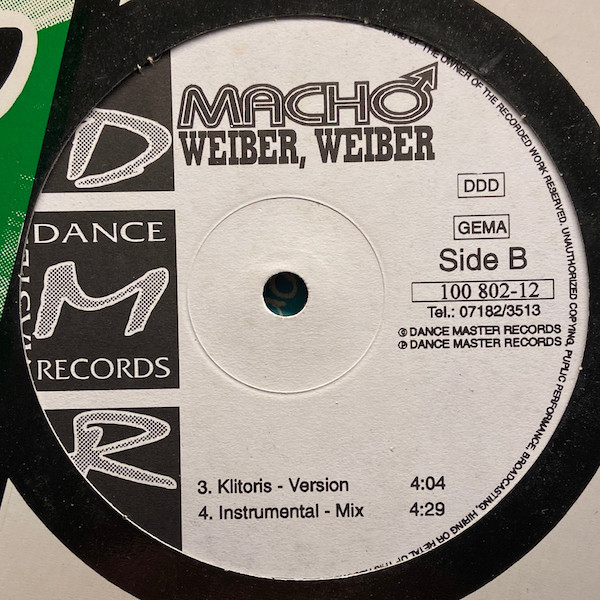 MACHO
WEIBER, WEIBER
D
DANCE
M
RECORDS
R
DDD
GEMA
Side B
100 802-12
Tel.: 07182/3513
© DANCE MASTER RECORDS
℗ DANCE MASTER RECORDS
3. Klitoris - Version 4:04
4. Instrumental - Mix 4:29
OF THE OWNER OF THE RECORDED WORK RESERVED, UNAUTHORIZED COPYING, PUPLIC PERFORMANCE, BROADCASTING, HIRING OR RETAL OF